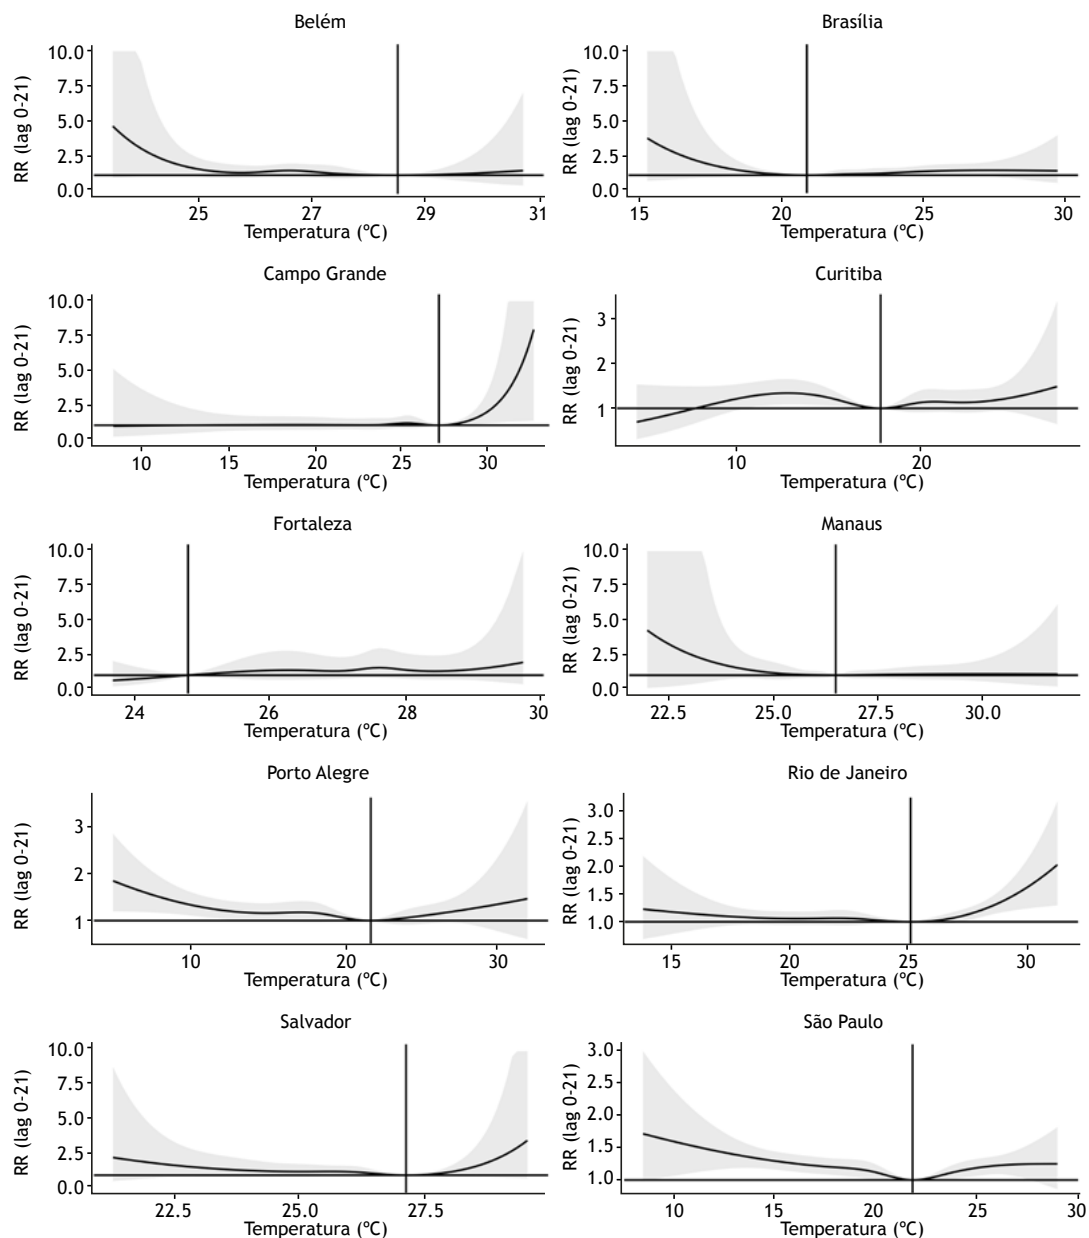 Belém
10.0
7.5
5.0
2.5
0.0
RR (lag 0-21)
25 27 29 31
Temperatura (ºC)
Brasília
10.0
7.5
5.0
2.5
0.0
RR (lag 0-21)
15 20 25 30
Temperatura (ºC)
Campo Grande
10.0
7.5
5.0
2.5
0.0
RR (lag 0-21)
10 15 20 25 30
Temperatura (ºC)
Curitiba
3
2
1
RR (lag 0-21)
10 20
Temperatura (ºC)
Fortaleza
10.0
7.5
5.0
2.5
0.0
RR (lag 0-21)
24 26 28 30
Temperatura (ºC)
Manaus
10.0
7.5
5.0
2.5
0.0
RR (lag 0-21)
22.5 25.0 27.5 30.0
Temperatura (ºC)
Porto Alegre
3
2
1
RR (lag 0-21)
10 20 30
Temperatura (ºC)
Rio de Janeiro
3.0
2.5
2.0
1.5
1.0
RR (lag 0-21)
15 20 25 30
Temperatura (ºC)
Salvador
10.0
7.5
5.0
2.5
0.0
RR (lag 0-21)
22.5 25.0 27.5
Temperatura (ºC)
São Paulo
3.0
2.5
2.0
1.5
1.0
RR (lag 0-21)
10 15 20 25 30
Temperatura (ºC)